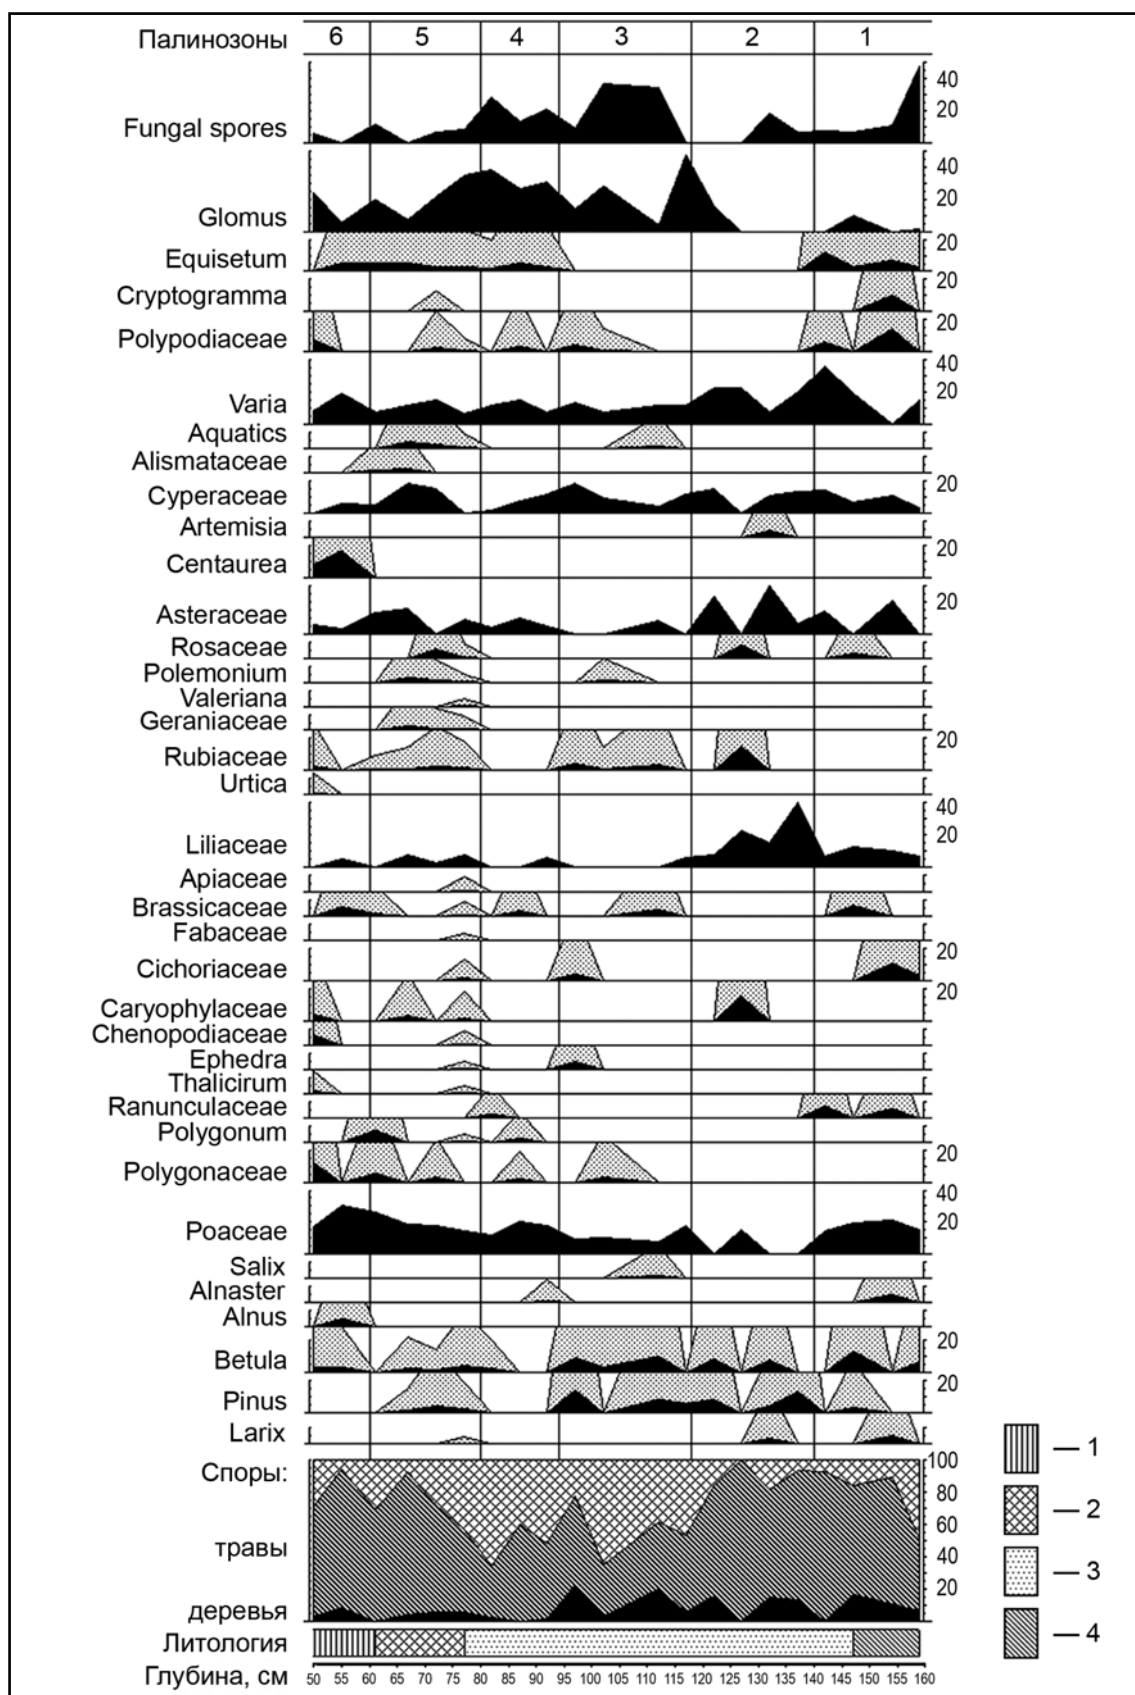 Палинозоны 6 5 4 3 2 1
Fungal spores 40 20
Glomus 40 20
Equisetum 20
Cryptogramma 20
Polypodiaceae 20
Varia 40 20
Aquatics
Alismataceae
Cyperaceae 20
Artemisia
Centaurea 20
Asteraceae 20
Rosaceae
Polemonium
Valeriana
Geraniaceae
Rubiaceae 20
Urtica
Liliaceae 40 20
Apiaceae
Brassicaceae
Fabaceae
Cichoriaceae 20
Caryophylaceae 20
Chenopodiaceae
Ephedra
Thalicirum
Ranunculaceae
Polygonum
Polygonaceae 20
Poaceae 40 20
Salix
Alnaster
Alnus
Betula 20
Pinus 20
Larix
Споры: 100
80
60
травы 40
20
деревья
Литология
Глубина, см 50 55 60 65 70 75 80 85 90 95 100 105 110 115 120 125 130 135 140 145 150 155 160
— 1
— 2
— 3
— 4